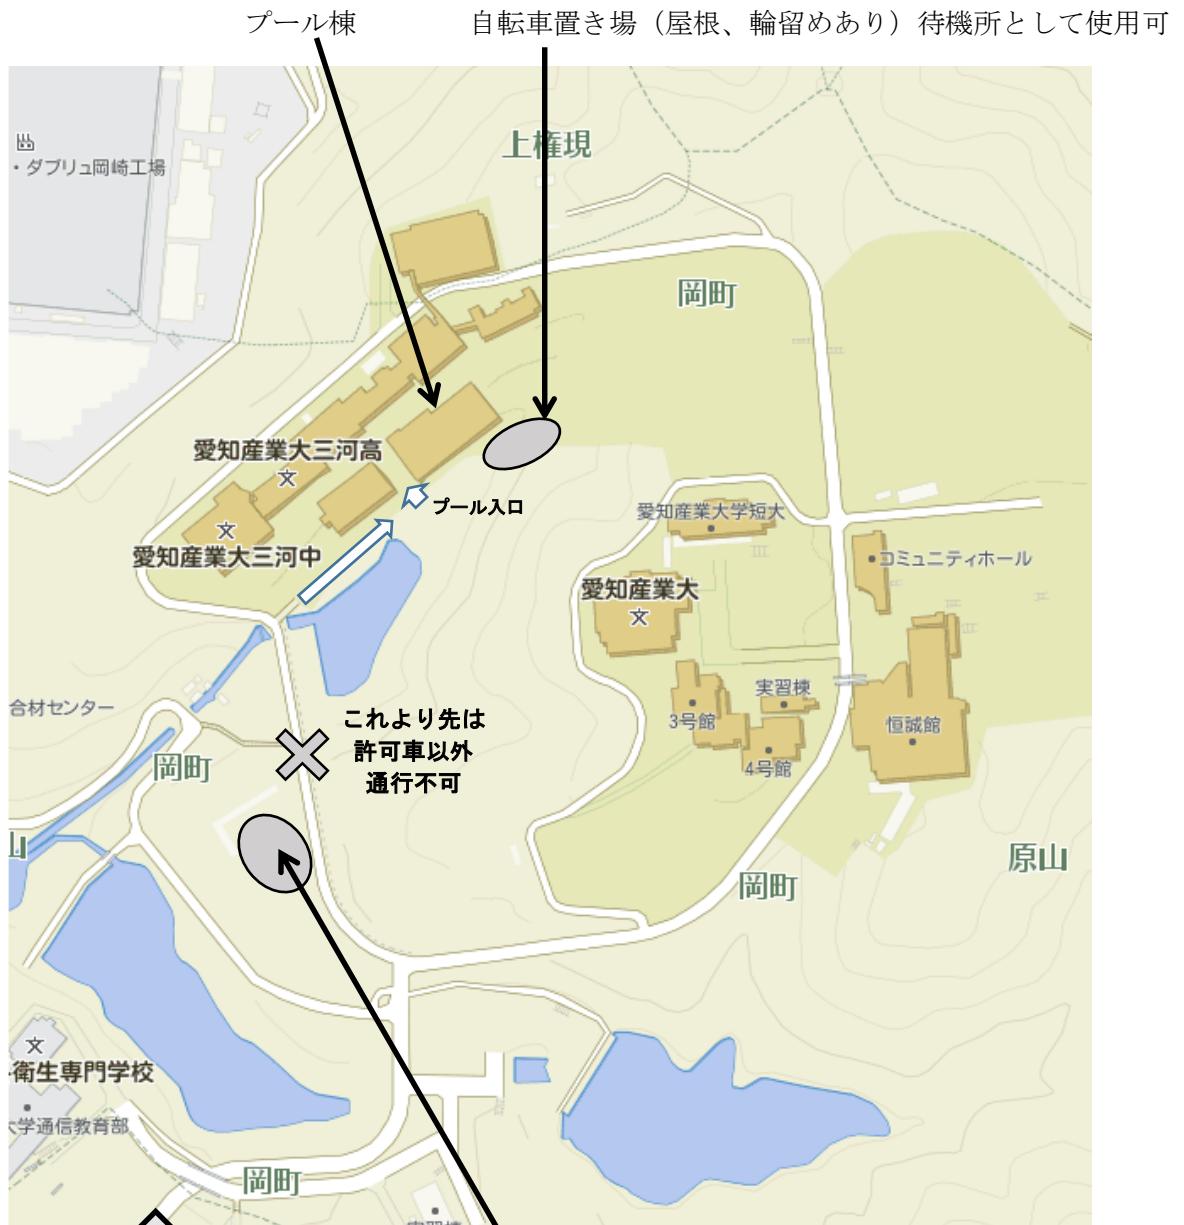 プール棟
自転車置き場（屋根、輪留めあり）待機所として使用可
上権現
・ダブリュ岡崎工場
岡町
愛知産業大三河高
プール入口
愛知産業大学短大
愛知産業大三河中
コミュニティホール
愛知産業大
実習棟
合材センター
3号館
恒誠館
これより先は
許可車以外
通行不可
岡町
4号館
山
原山
岡町
衛生専門学校
大学通信教育部
岡町
実習棟